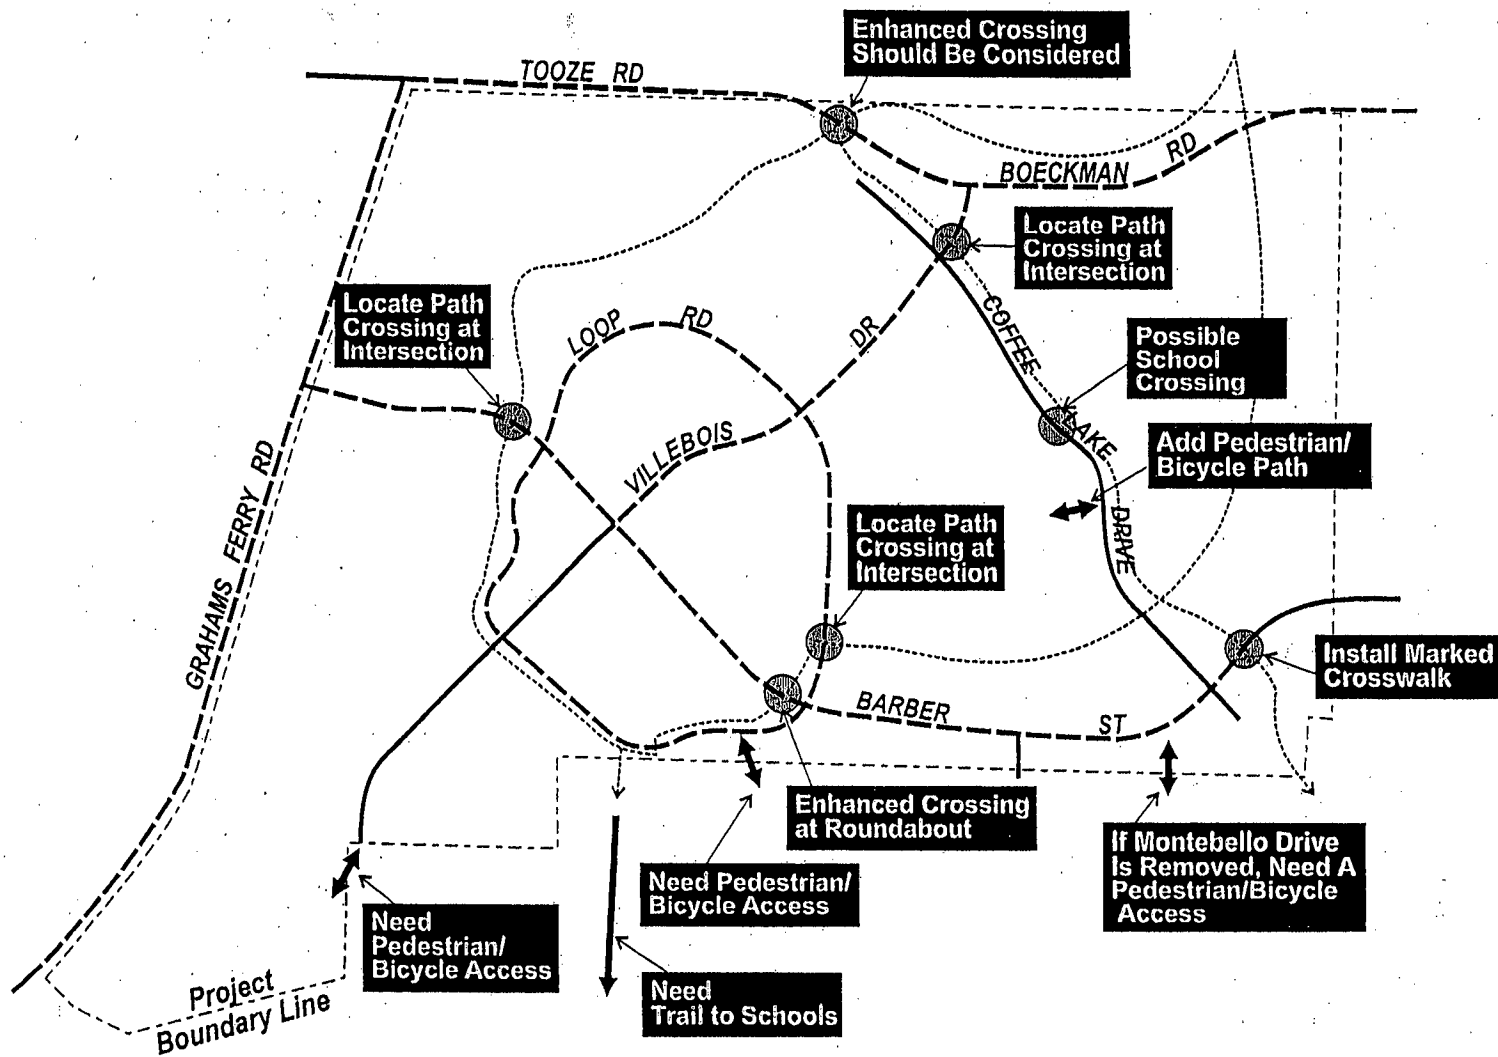 Enhanced Crossing
Should Be Considered
TOOZE RD
BOECKMAN RD
Locate Path
Crossing at
Intersection
Locate Path
Crossing at
Intersection
LOOP RD
VILLEBOIS DR
COFFEE LAKE DRIVE
Possible
School
Crossing
Add Pedestrian/
Bicycle Path
GRAHAMS FERRY RD
Locate Path
Crossing at
Intersection
Install Marked
Crosswalk
BARBER ST
Enhanced Crossing
at Roundabout
If Montebello Drive
Is Removed, Need A
Pedestrian/Bicycle
Access
Need Pedestrian/
Bicycle Access
Need
Pedestrian/
Bicycle Access
Need
Trail to Schools
Project
Boundary Line